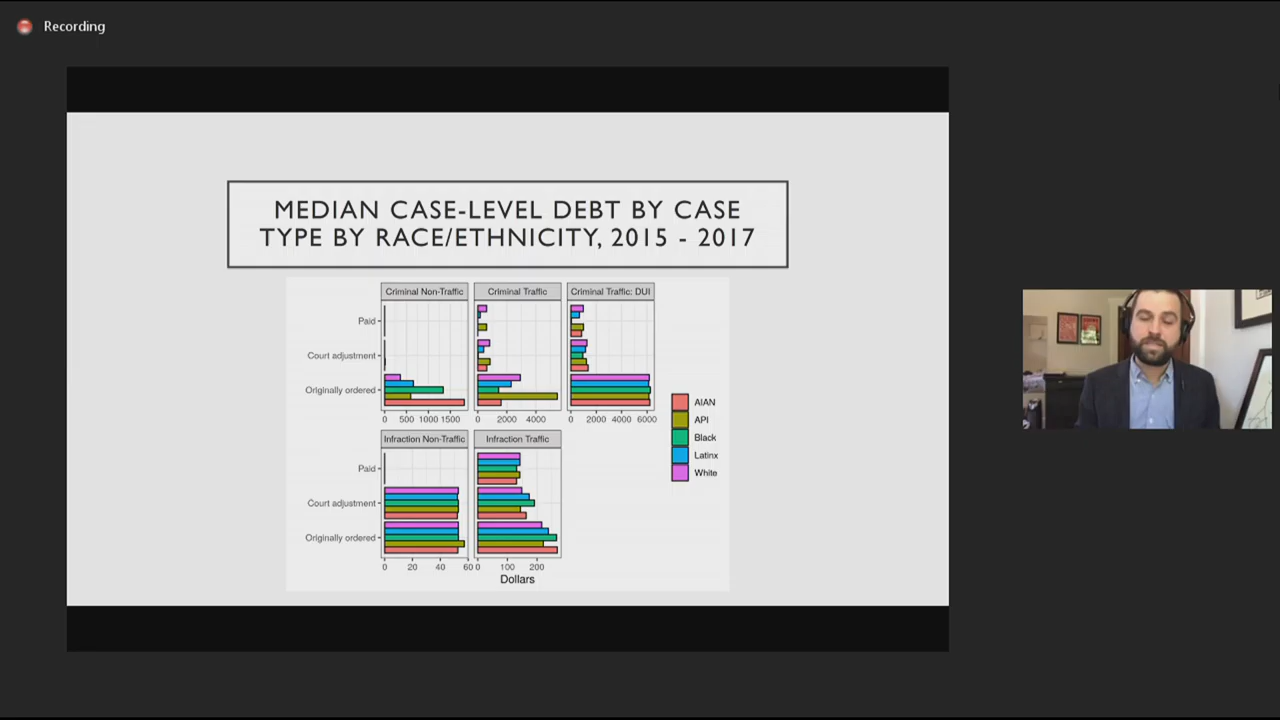 Recording
MEDIAN CASE-LEVEL DEBT BY CASE
TYPE BY RACE/ETHNICITY, 2015 - 2017
Criminal Non-Traffic
Criminal Traffic
Criminal Traffic: DUI
Paid
Court adjustment
Originally ordered
0 500 1000 1500
0 2000 4000
0 2000 4000 6000
Infraction Non-Traffic
Infraction Traffic
Paid
Court adjustment
Originally ordered
0 20 40 60
0 100 200
Dollars
AIAN
API
Black
Latinx
White